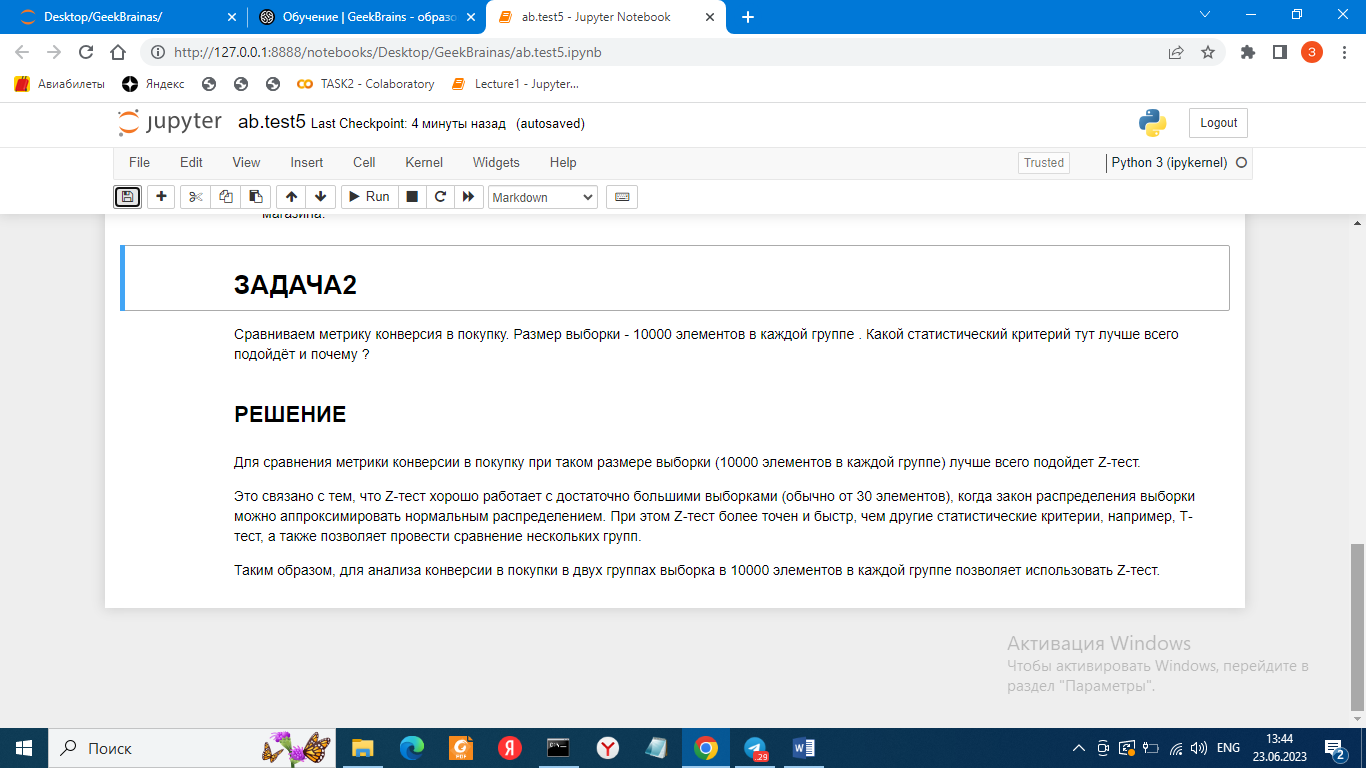 Desktop/GeekBrainas/
Обучение | GeekBrains - образо
ab.test5 - Jupyter Notebook
http://127.0.0.1:8888/notebooks/Desktop/GeekBrainas/ab.test5.ipynb
3
Авиабилеты
Яндекс
TASK2 - Colaboratory
Lecture1 - Jupyter...
jupyter ab.test5 Last Checkpoint: 4 минуты назад (autosaved)
Logout
File Edit View Insert Cell Kernel Widgets Help
Trusted
Python 3 (ipykernel)
Run
Markdown
магазина.
ЗАДАЧА2
Сравниваем метрику конверсия в покупку. Размер выборки - 10000 элементов в каждой группе . Какой статистический критерий тут лучше всего
подойдёт и почему ?
РЕШЕНИЕ
Для сравнения метрики конверсии в покупку при таком размере выборки (10000 элементов в каждой группе) лучше всего подойдет Z-тест.
Это связано с тем, что Z-тест хорошо работает с достаточно большими выборками (обычно от 30 элементов), когда закон распределения выборки
можно аппроксимировать нормальным распределением. При этом Z-тест более точен и быстр, чем другие статистические критерии, например, Т-
тест, а также позволяет провести сравнение нескольких групп.
Таким образом, для анализа конверсии в покупки в двух группах выборка в 10000 элементов в каждой группе позволяет использовать Z-тест.
Активация Windows
Чтобы активировать Windows, перейдите в
раздел "Параметры".
Поиск
PDF
Я
Y
.29
W
ENG
13:44
23.06.2023
2